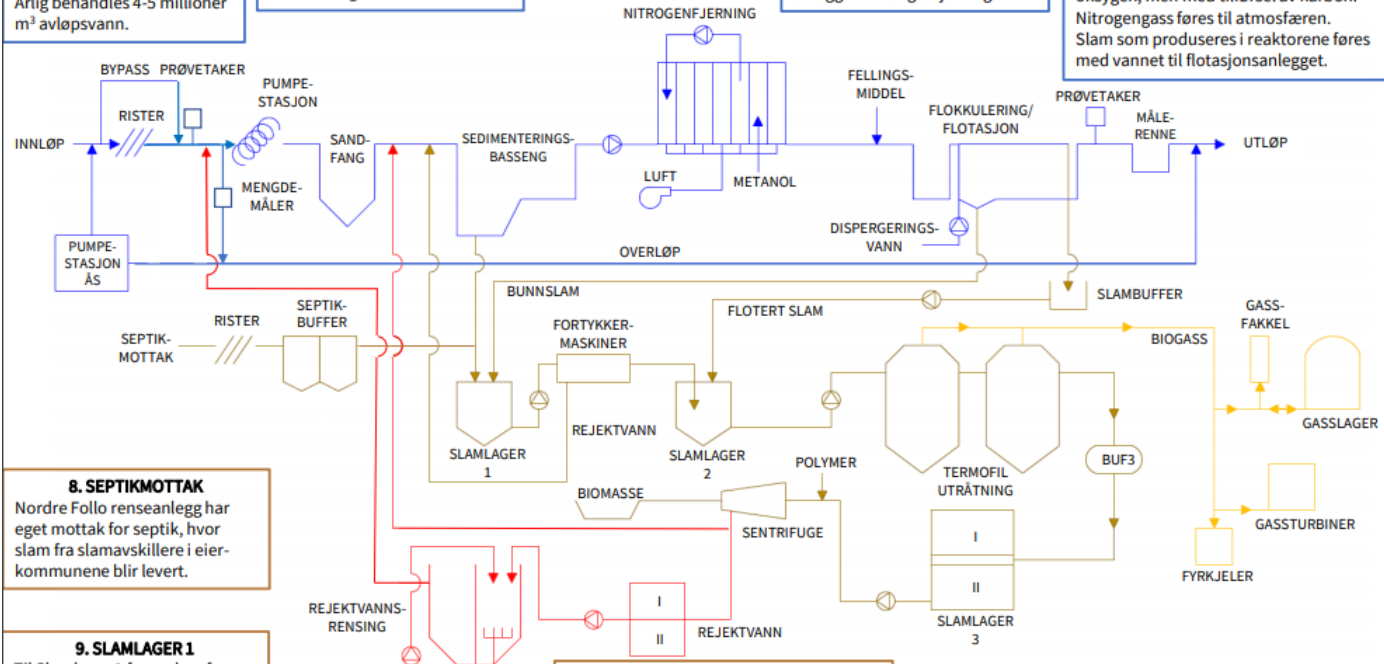 Årlig behandles 4-5 millioner
m³ avløpsvann.
Nitrogengass føres til atmosfæren.
Slam som produseres i reaktorene føres
med vannet til flotasjonsanlegget.
NITROGENFJERNING
BYPASS
PRØVETAKER
PUMPE-
STASJON
RISTER
INNLØP
SAND-
FANG
SEDIMENTERINGS-
BASSENG
MENGDE-
MÅLER
LUFT
METANOL
FELLINGS-
MIDDEL
FLOKKULERING/
FLOTASJON
PRØVETAKER
MÅLE-
RENNE
UTLØP
DISPERGERINGS-
VANN
PUMPE-
STASJON
ÅS
OVERLØP
BUNNSLAM
FLOTERT SLAM
SLAMBUFFER
SEPTIK-
MOTTAK
RISTER
SEPTIK-
BUFFER
FORTYKKER-
MASKINER
BIOGASS
GASS-
FAKKEL
GASSLAGER
SLAMLAGER
1
REJEKTVANN
SLAMLAGER
2
TERMOFIL
UTRÅTNING
BUF3
POLYMER
BIOMASSE
SENTRIFUGE
I
II
SLAMLAGER
3
GASSTURBINER
FYRKJELER
REJEKTVANNS-
RENSING
I
II
REJEKTVANN
8. SEPTIKMOTTAK
Nordre Follo renseanlegg har
eget mottak for septik, hvor
slam fra slamavskillere i eier-
kommunene blir levert.
9. SLAMLAGER 1